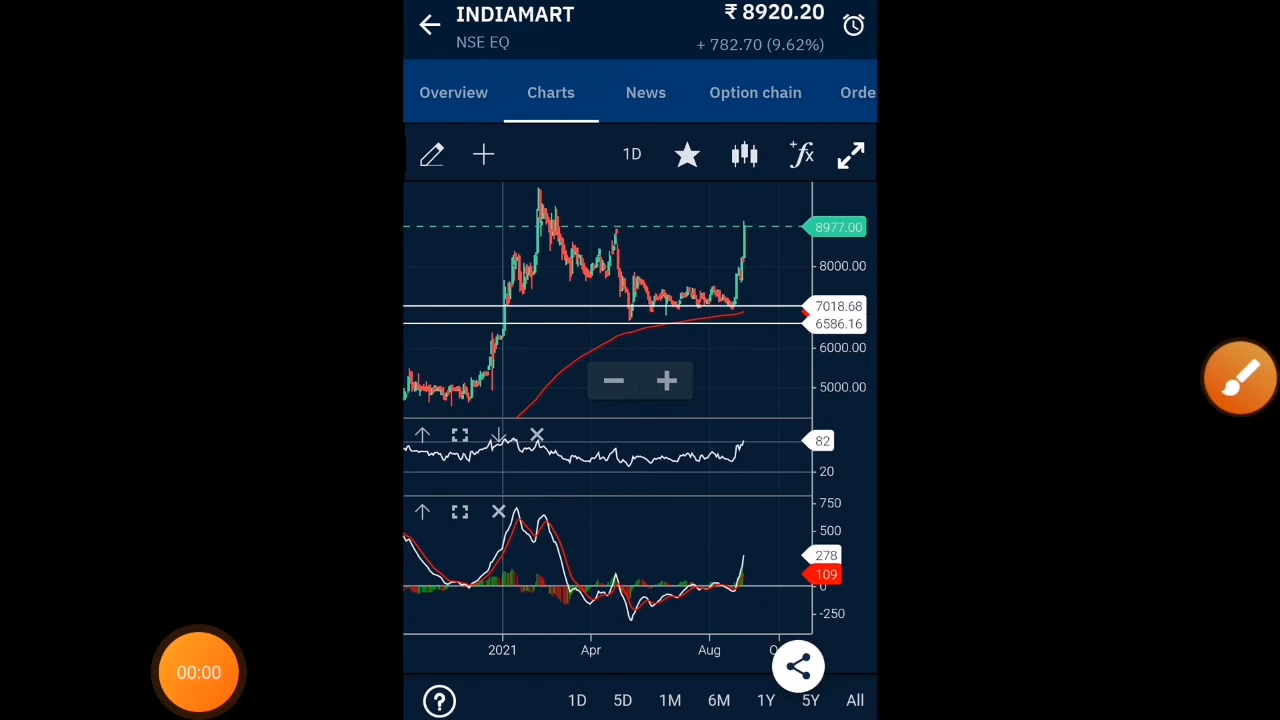 INDIAMART
₹ 8920.20
NSE EQ
+ 782.70 (9.62%)
Overview Charts News Option chain Orde
1D +fx
8977.00
8000.00
7018.68
6586.16
6000.00
5000.00
82
20
750
500
278
109
0
-250
2021 Apr Aug O
00:00
? 1D 5D 1M 6M 1Y 5Y All